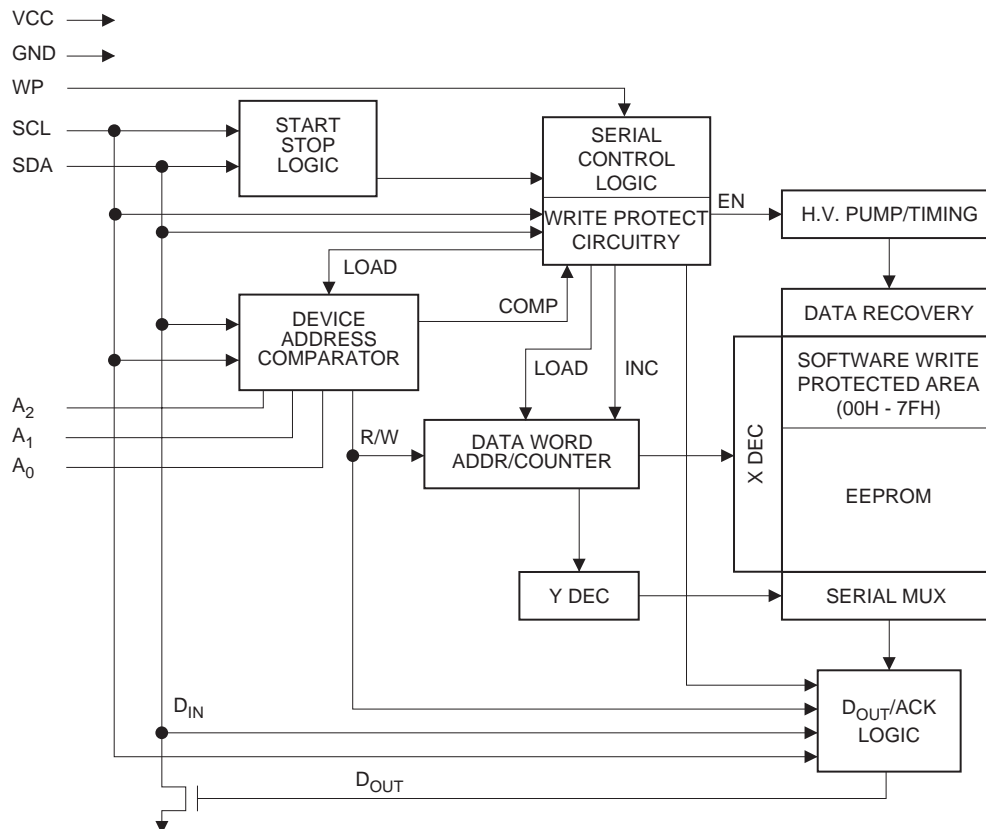 VCC
GND
WP
SCL
SDA
START
STOP
LOGIC
SERIAL
CONTROL
LOGIC
WRITE PROTECT
CIRCUITRY
EN
H.V. PUMP/TIMING
LOAD
COMP
DEVICE
ADDRESS
COMPARATOR
LOAD
INC
DATA RECOVERY
SOFTWARE WRITE
PROTECTED AREA
(00H - 7FH)
X DEC
EEPROM
A2
A1
A0
R/W
DATA WORD
ADDR/COUNTER
Y DEC
SERIAL MUX
DIN
DOUT/ACK
LOGIC
DOUT